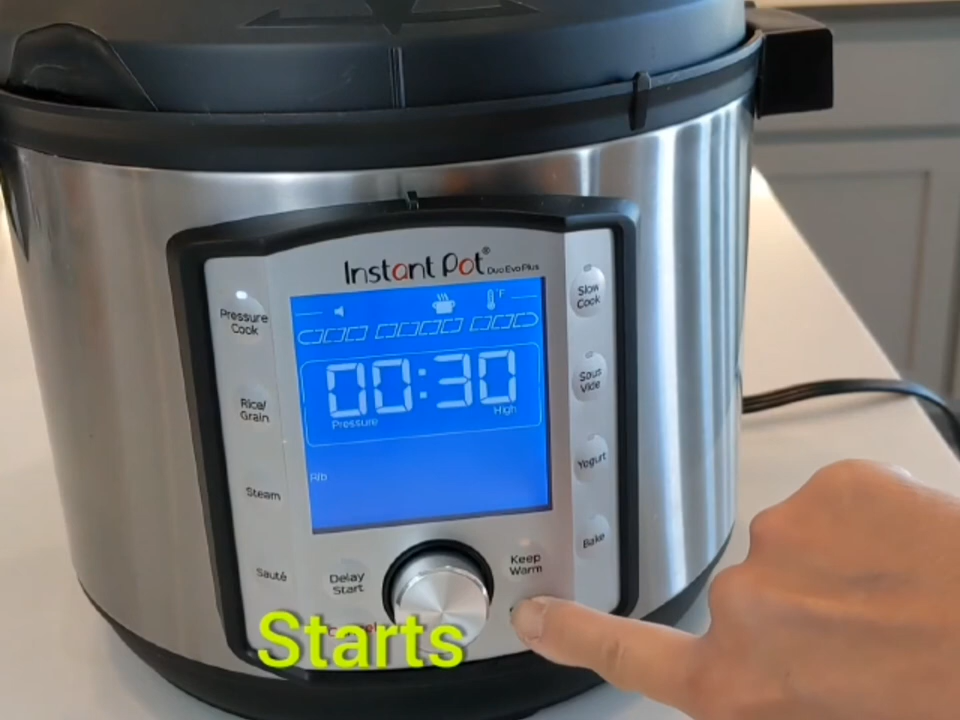 Instant Pot®
Duo Evo Plus
Pressure
Cook
Rice/
Grain
Steam
Sauté
Delay
Start
°F
00:30
Pressure
High
Rib
Keep
Warm
Slow
Cook
Sous
Vide
Yogurt
Bake
Starts